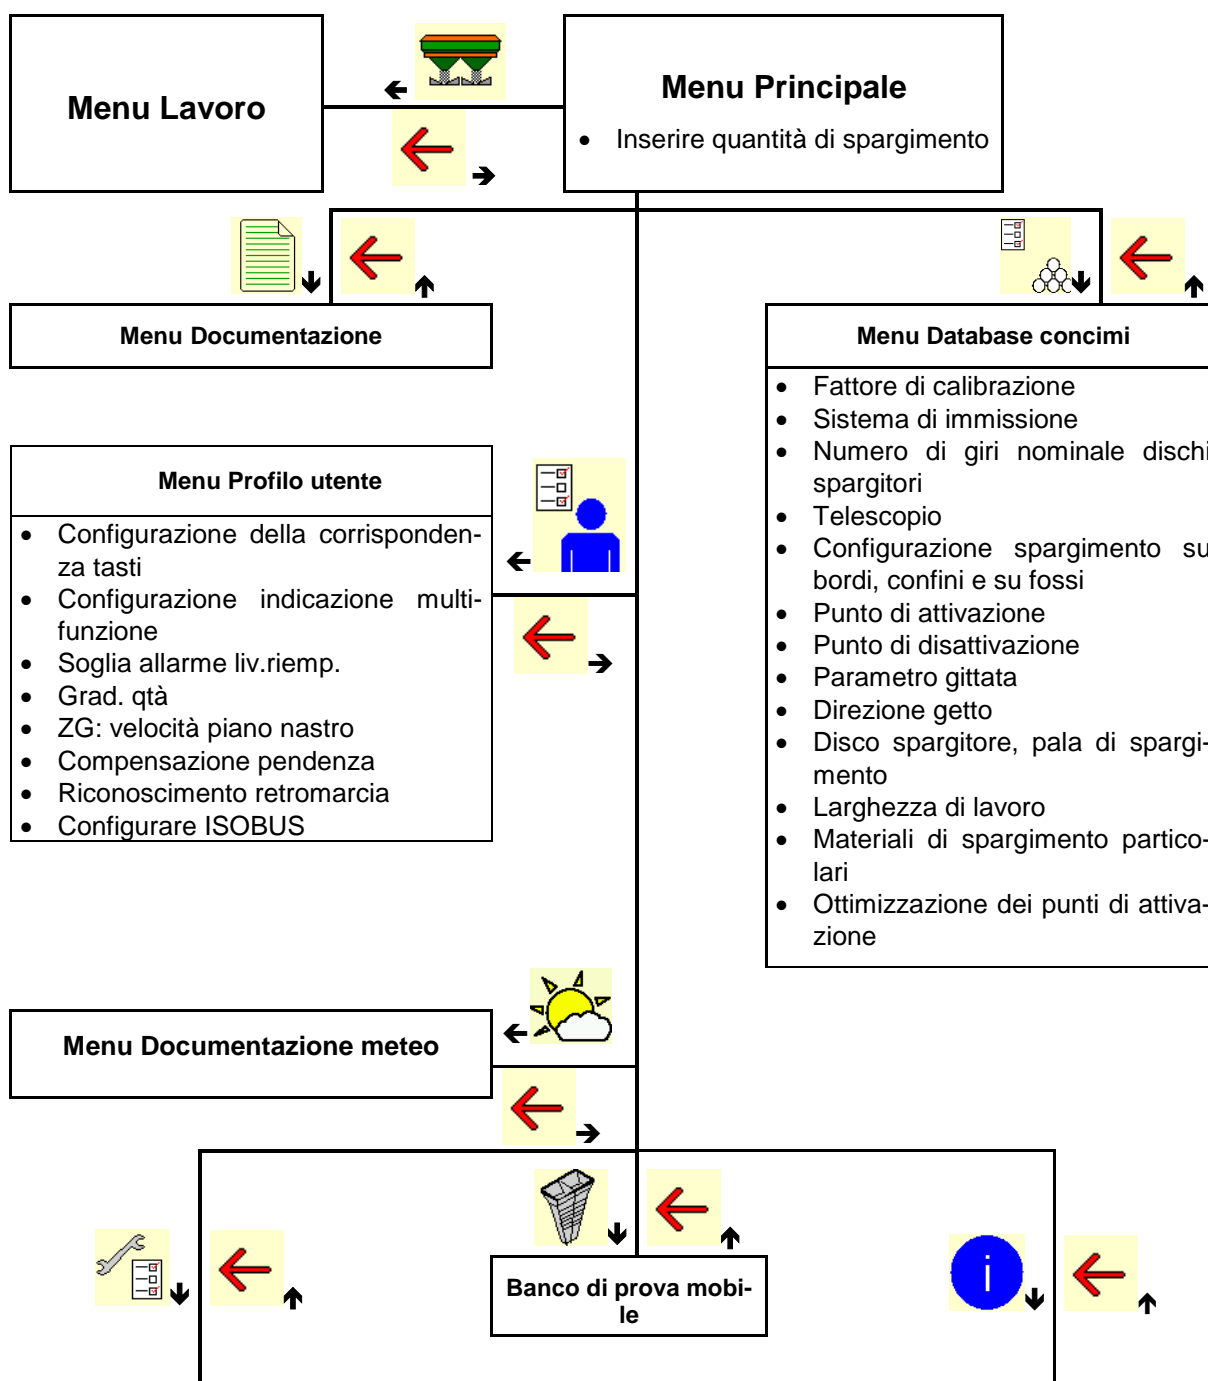 Menu Lavoro
Menu Principale
• Inserire quantità di spargimento
Menu Documentazione
Menu Database concimi
• Fattore di calibrazione
• Sistema di immissione
• Numero di giri nominale dischi
spargitori
• Telescopio
• Configurazione spargimento su
bordi, confini e su fossi
• Punto di attivazione
• Punto di disattivazione
• Parametro gittata
• Direzione getto
• Disco spargitore, pala di spargi-
mento
• Larghezza di lavoro
• Materiali di spargimento partico-
lari
• Ottimizzazione dei punti di attiva-
zione
Menu Profilo utente
• Configurazione della corrisponden-
za tasti
• Configurazione indicazione multi-
funzione
• Soglia allarme liv.riemp.
• Grad. qtà
• ZG: velocità piano nastro
• Compensazione pendenza
• Riconoscimento retromarcia
• Configurare ISOBUS
Menu Documentazione meteo
Banco di prova mobi-
le
i